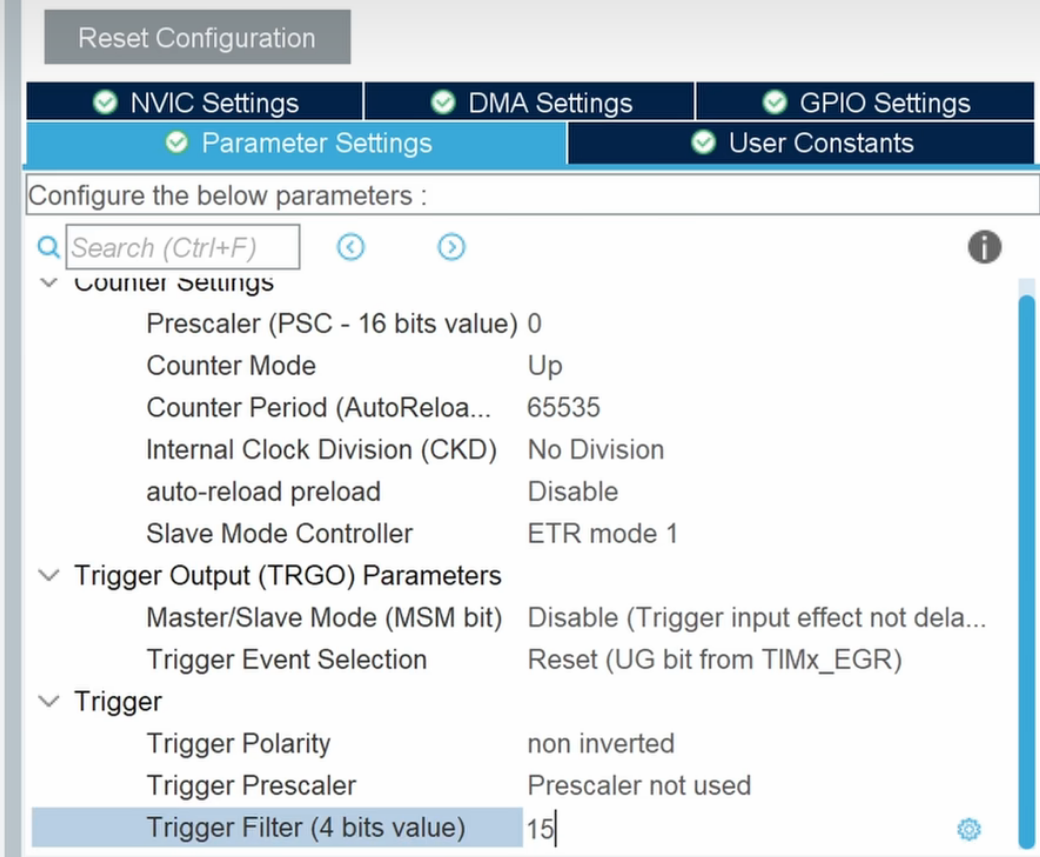 Reset Configuration
NVIC Settings DMA Settings GPIO Settings
Parameter Settings User Constants
Configure the below parameters :
Search (Ctrl+F)
Counter Settings
Prescaler (PSC - 16 bits value) 0
Counter Mode Up
Counter Period (AutoReloa... 65535
Internal Clock Division (CKD) No Division
auto-reload preload Disable
Slave Mode Controller ETR mode 1
Trigger Output (TRGO) Parameters
Master/Slave Mode (MSM bit) Disable (Trigger input effect not dela...
Trigger Event Selection Reset (UG bit from TIMx_EGR)
Trigger
Trigger Polarity non inverted
Trigger Prescaler Prescaler not used
Trigger Filter (4 bits value) 15